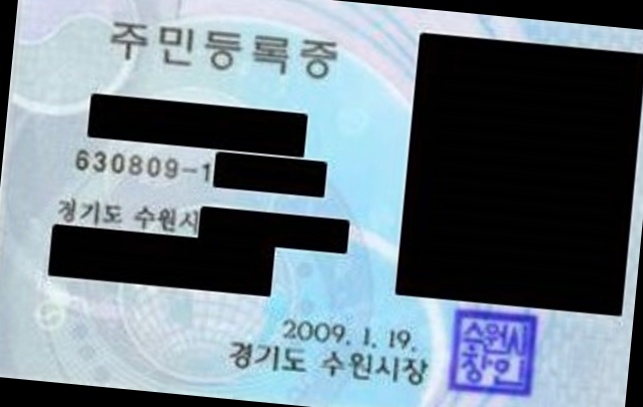 주민등록증
630809-1
경기도 수원시
2009. 1. 19.
경기도 수원시장
수원시
장인